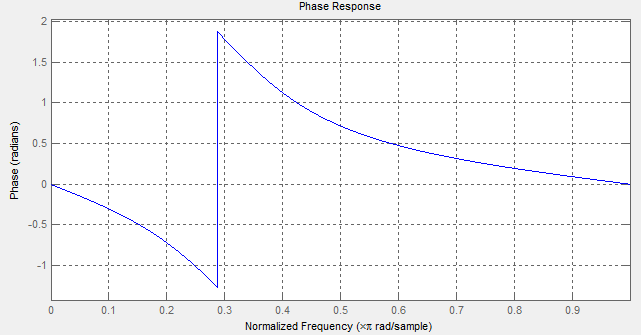 Phase Response
2
1.5
1
0.5
0
-0.5
-1
Phase (radians)
0 0.1 0.2 0.3 0.4 0.5 0.6 0.7 0.8 0.9
Normalized Frequency (×π rad/sample)